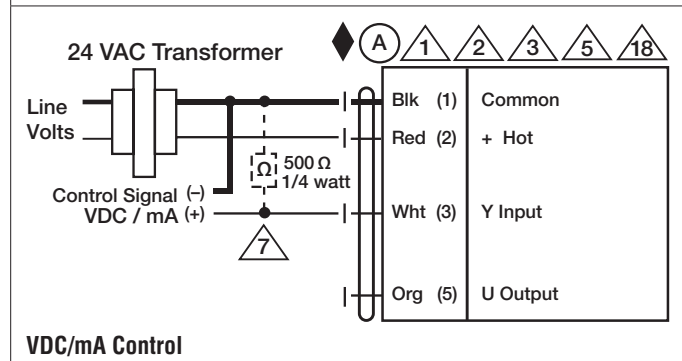 24 VAC Transformer
A 1 2 3 5 18
Line
Volts
Blk (1) Common
Red (2) + Hot
Ω 500 Ω
1/4 watt
Control Signal (–)
VDC / mA (+)
Wht (3) Y Input
7
Org (5) U Output
VDC/mA Control